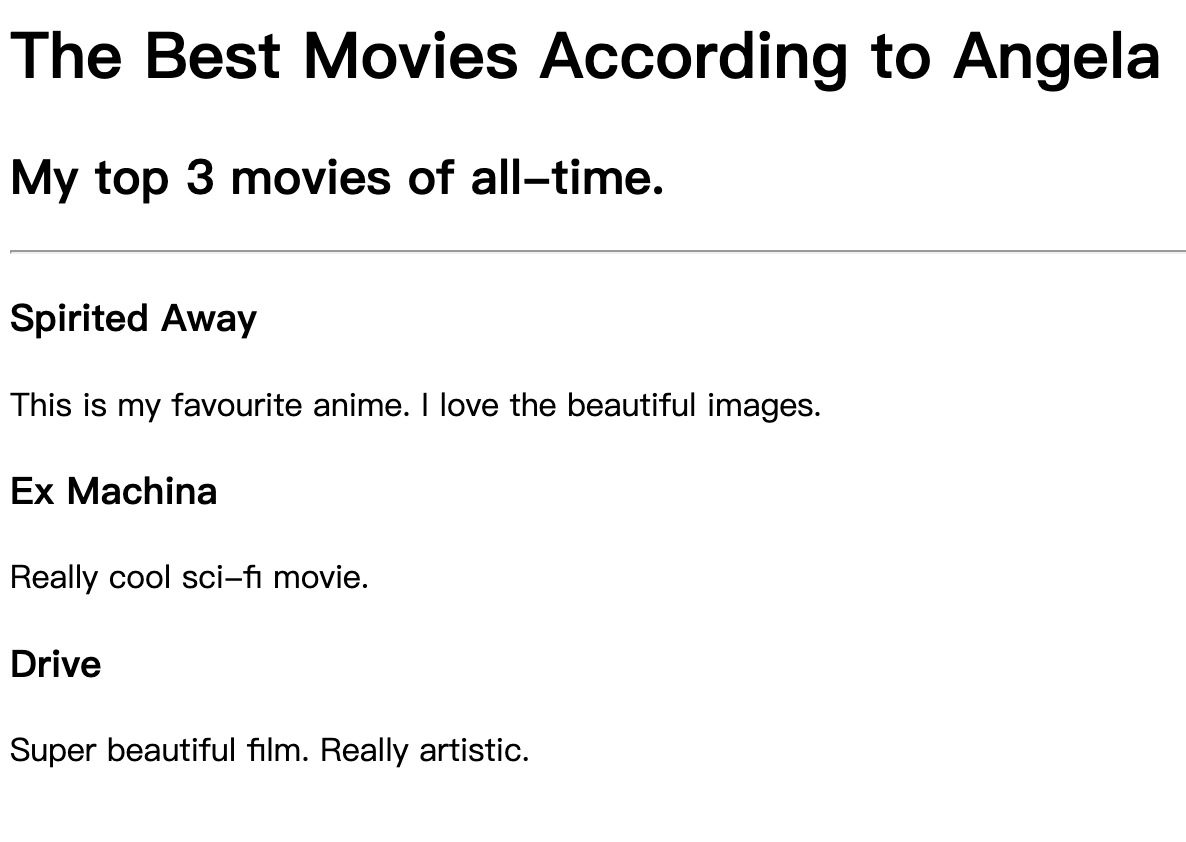 The Best Movies According to Angela
My top 3 movies of all-time.
Spirited Away
This is my favourite anime. I love the beautiful images.
Ex Machina
Really cool sci-fi movie.
Drive
Super beautiful film. Really artistic.